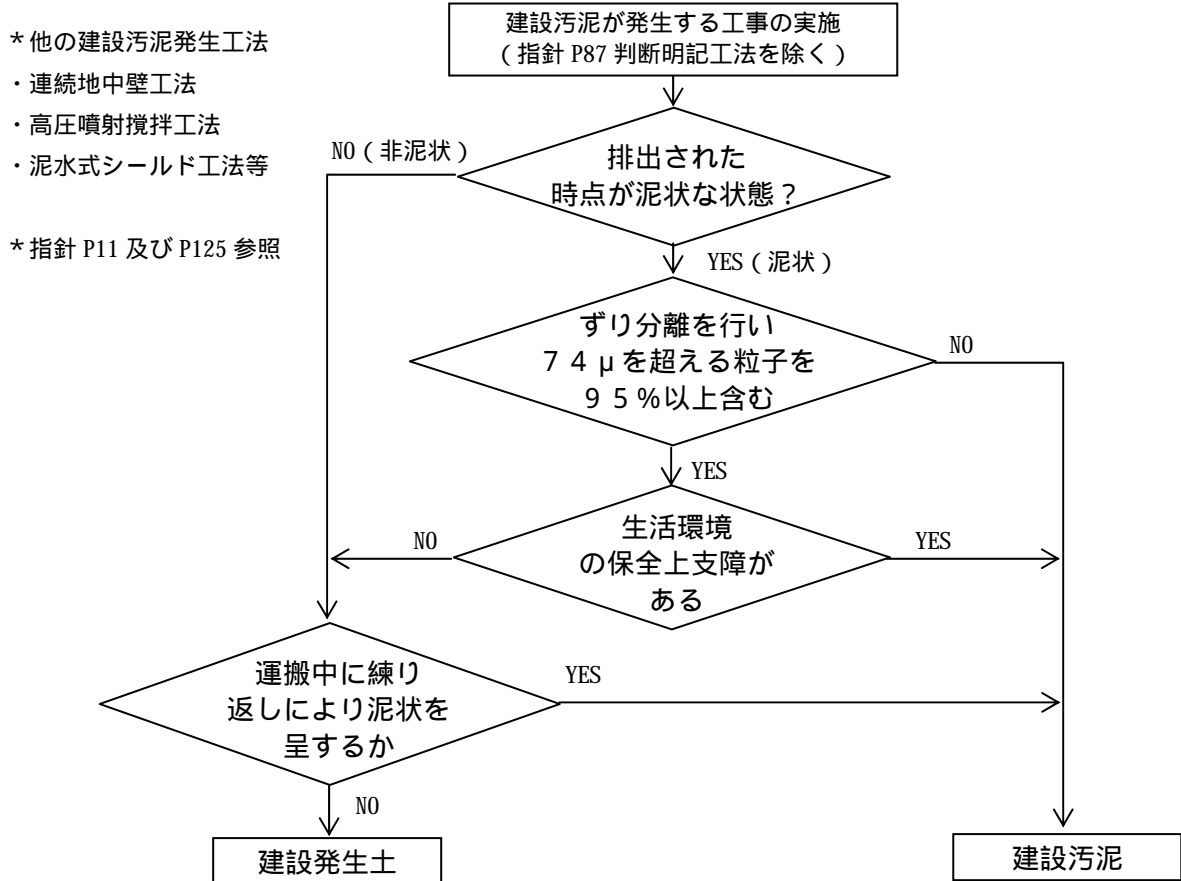 建設汚泥が発生する工事の実施
（指針 P87 判断明記工法を除く）
＊他の建設汚泥発生工法
・連続地中壁工法
・高圧噴射撹拌工法
・泥水式シールド工法等
＊指針 P11 及び P125 参照
NO（非泥状）
排出された
時点が泥状な状態？
YES（泥状）
ずり分離を行い
７４μを超える粒子を
９５%以上含む
NO
YES
生活環境
の保全上支障が
ある
NO
YES
運搬中に練り
返しにより泥状を
呈するか
YES
NO
建設発生土
建設汚泥